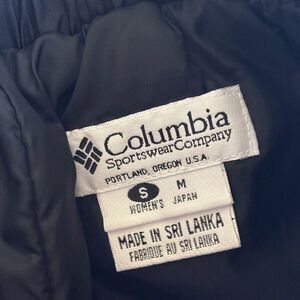 Columbia
Sportswear Company
PORTLAND, OREGON U.S.A.
S M
WOMEN'S JAPAN
MADE IN SRI LANKA
FABRIQUE AU SRI LANKA